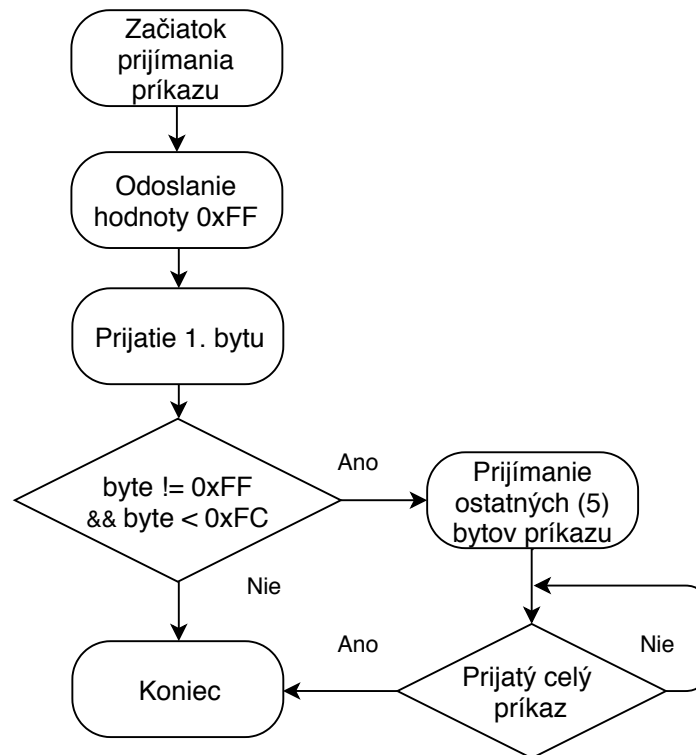 Začiatok
prijímania
príkazu
Odoslanie
hodnoty 0xFF
Prijatie 1. bytu
byte != 0xFF
&& byte < 0xFC
Ano
Prijímanie
ostatných (5)
bytov príkazu
Nie
Ano
Nie
Koniec
Prijatý celý
príkaz